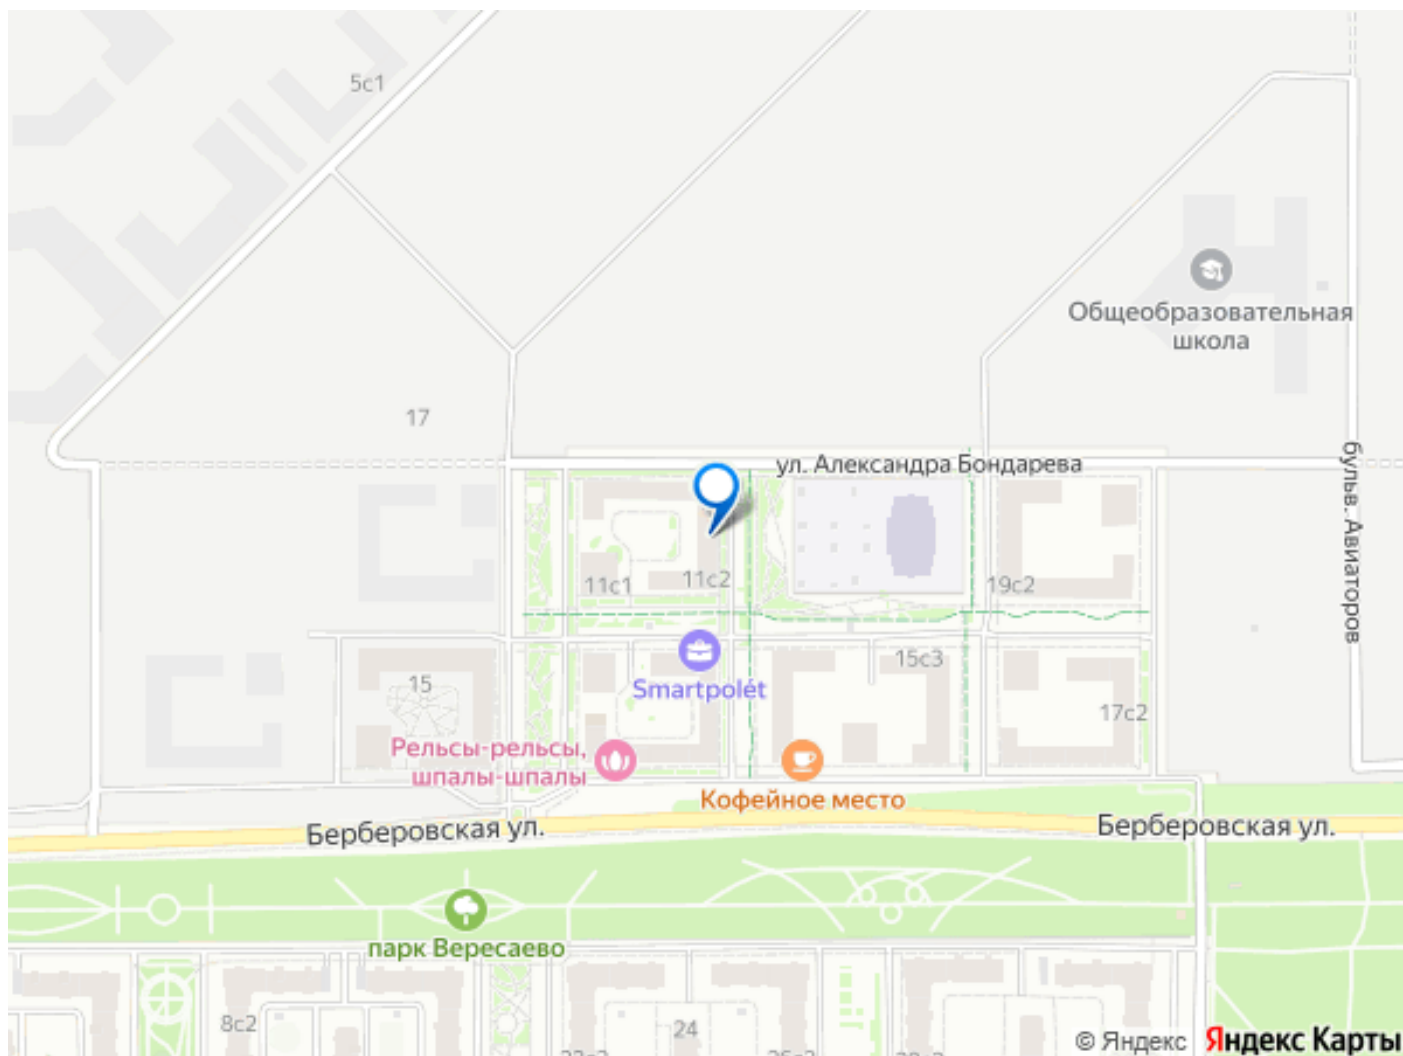 5с1
Общеобразовательная
школа
17
ул. Александра Бондарева
бульв. Авиаторов
11с1
11с2
19с2
15с3
15
Smartpolét
17с2
Рельсы-рельсы,
шпалы-шпалы
Кофейное место
Берберовская ул.
Берберовская ул.
парк Вересаево
8с2
24
© Яндекс
Яндекс Карты